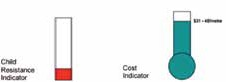 Child
Resistance
Indicator
Cost
Indicator